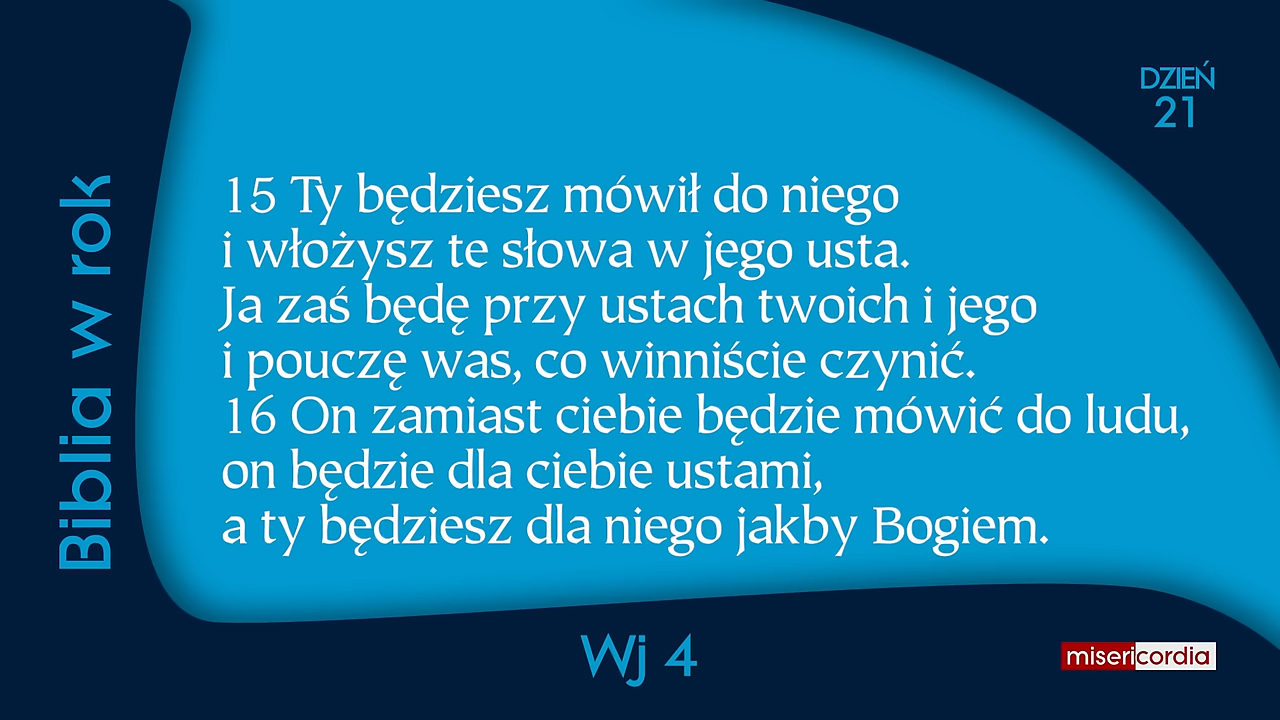 DZIEŃ
21
Biblia w rok
15 Ty będziesz mówił do niego
i włożysz te słowa w jego usta.
Ja zaś będę przy ustach twoich i jego
i pouczę was, co winniście czynić.
16 On zamiast ciebie będzie mówić do ludu,
on będzie dla ciebie ustami,
a ty będziesz dla niego jakby Bogiem.
Wj 4
misericordia